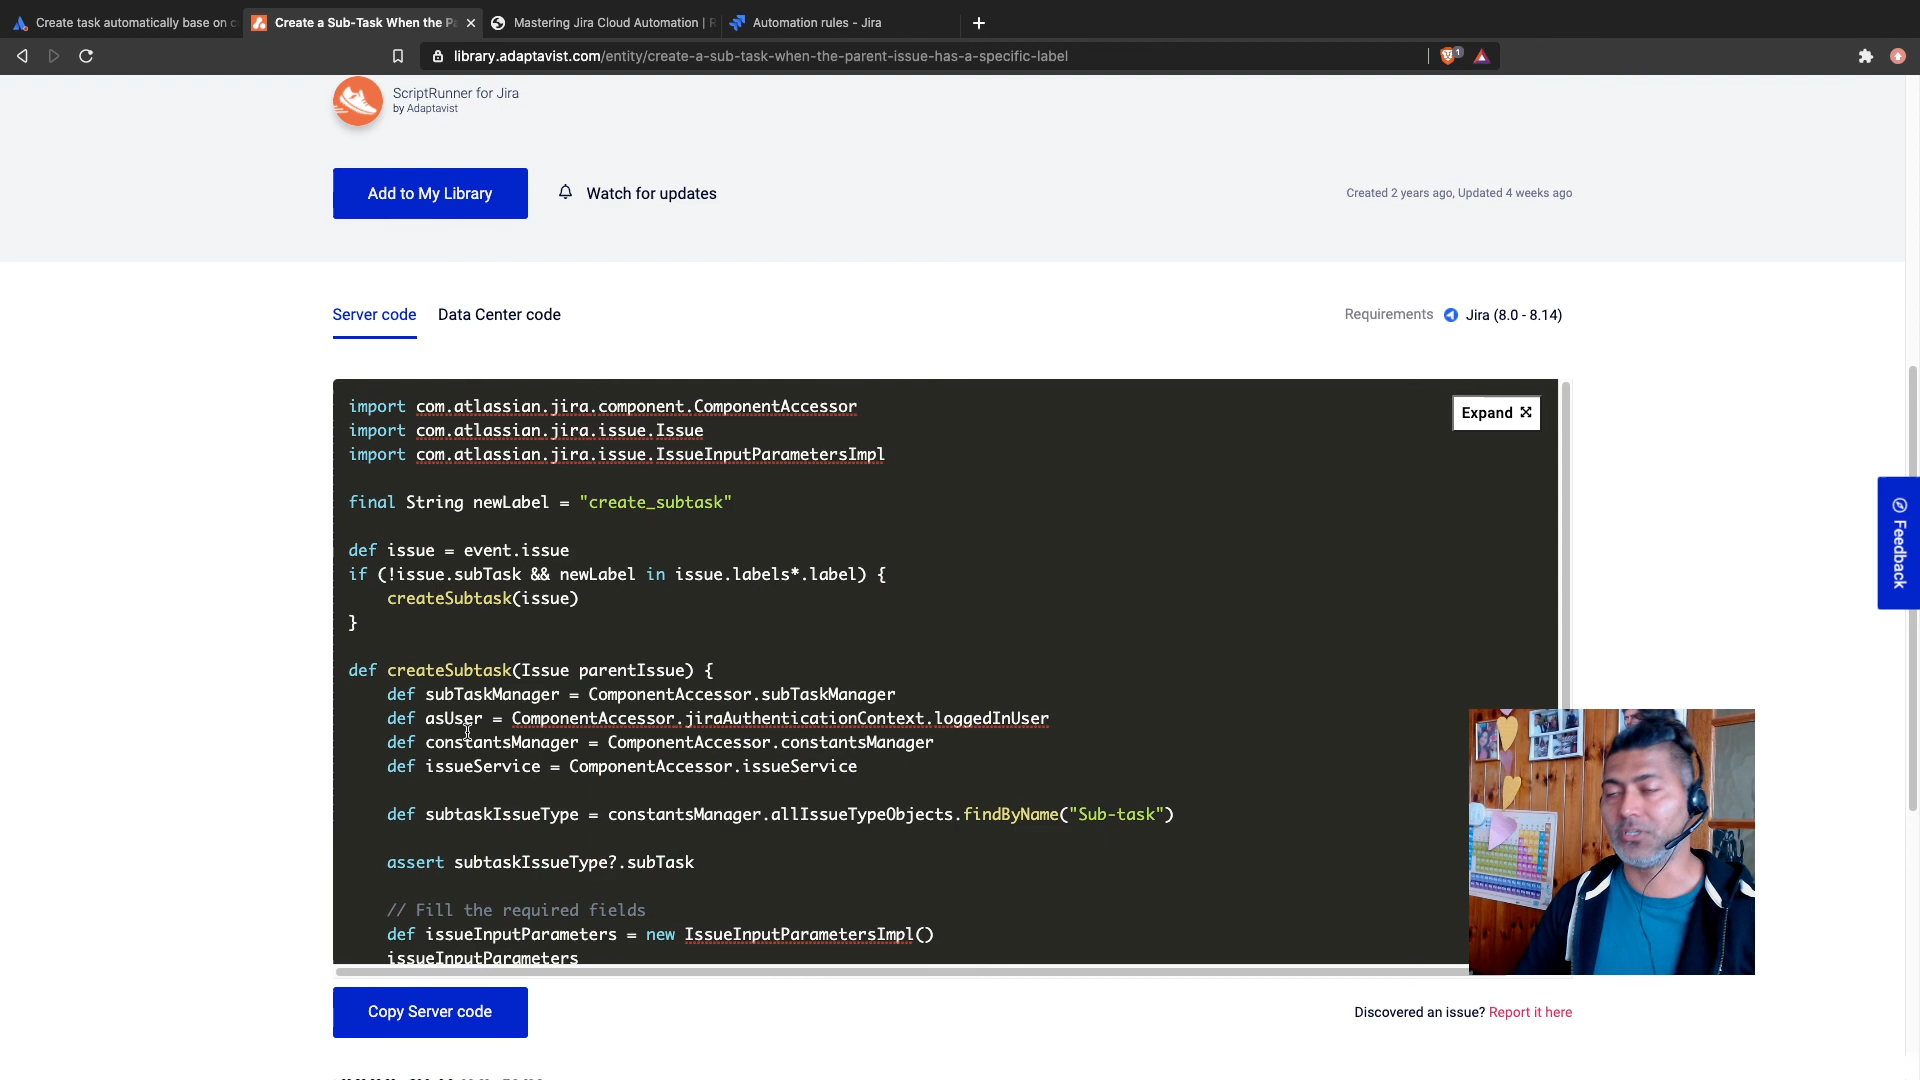 Create task automatically base on c
Create a Sub-Task When the Pa
Mastering Jira Cloud Automation | R
Automation rules - Jira
library.adaptavist.com/entity/create-a-sub-task-when-the-parent-issue-has-a-specific-label
1
ScriptRunner for Jira
by Adaptavist
Add to My Library
Watch for updates
Created 2 years ago, Updated 4 weeks ago
Server code
Data Center code
Requirements
Jira (8.0 - 8.14)
Expand
import com.atlassian.jira.component.ComponentAccessor
import com.atlassian.jira.issue.Issue
import com.atlassian.jira.issue.IssueInputParametersImpl
final String newLabel = "create_subtask"
def issue = event.issue
if (!issue.subTask && newLabel in issue.labels*.label) {
createSubtask(issue)
}
def createSubtask(Issue parentIssue) {
def subTaskManager = ComponentAccessor.subTaskManager
def asUser = ComponentAccessor.jiraAuthenticationContext.loggedInUser
def constantsManager = ComponentAccessor.constantsManager
def issueService = ComponentAccessor.issueService
def subtaskIssueType = constantsManager.allIssueTypeObjects.findByName("Sub-task")
assert subtaskIssueType?.subTask
// Fill the required fields
def issueInputParameters = new IssueInputParametersImpl()
issueInputParameters
Feedback
Copy Server code
Discovered an issue? Report it here